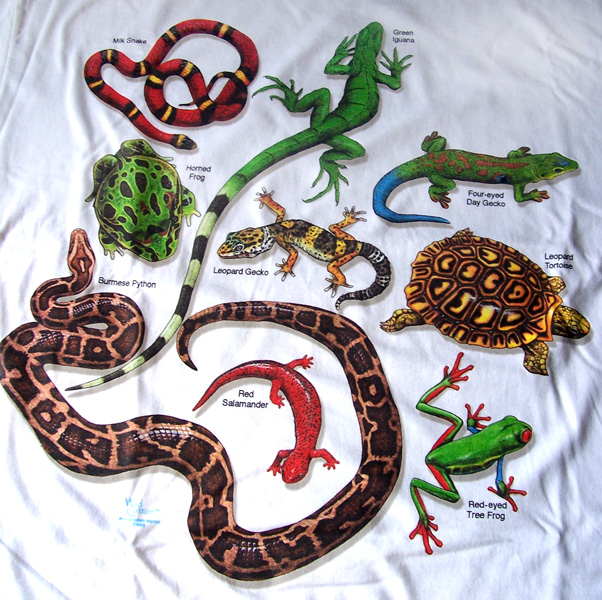 Milk Snake
Green
Iguana
Horned
Frog
Four-eyed
Day Gecko
Leopard Gecko
Leopard
Tortoise
Burmese Python
Red
Salamander
Red-eyed
Tree Frog